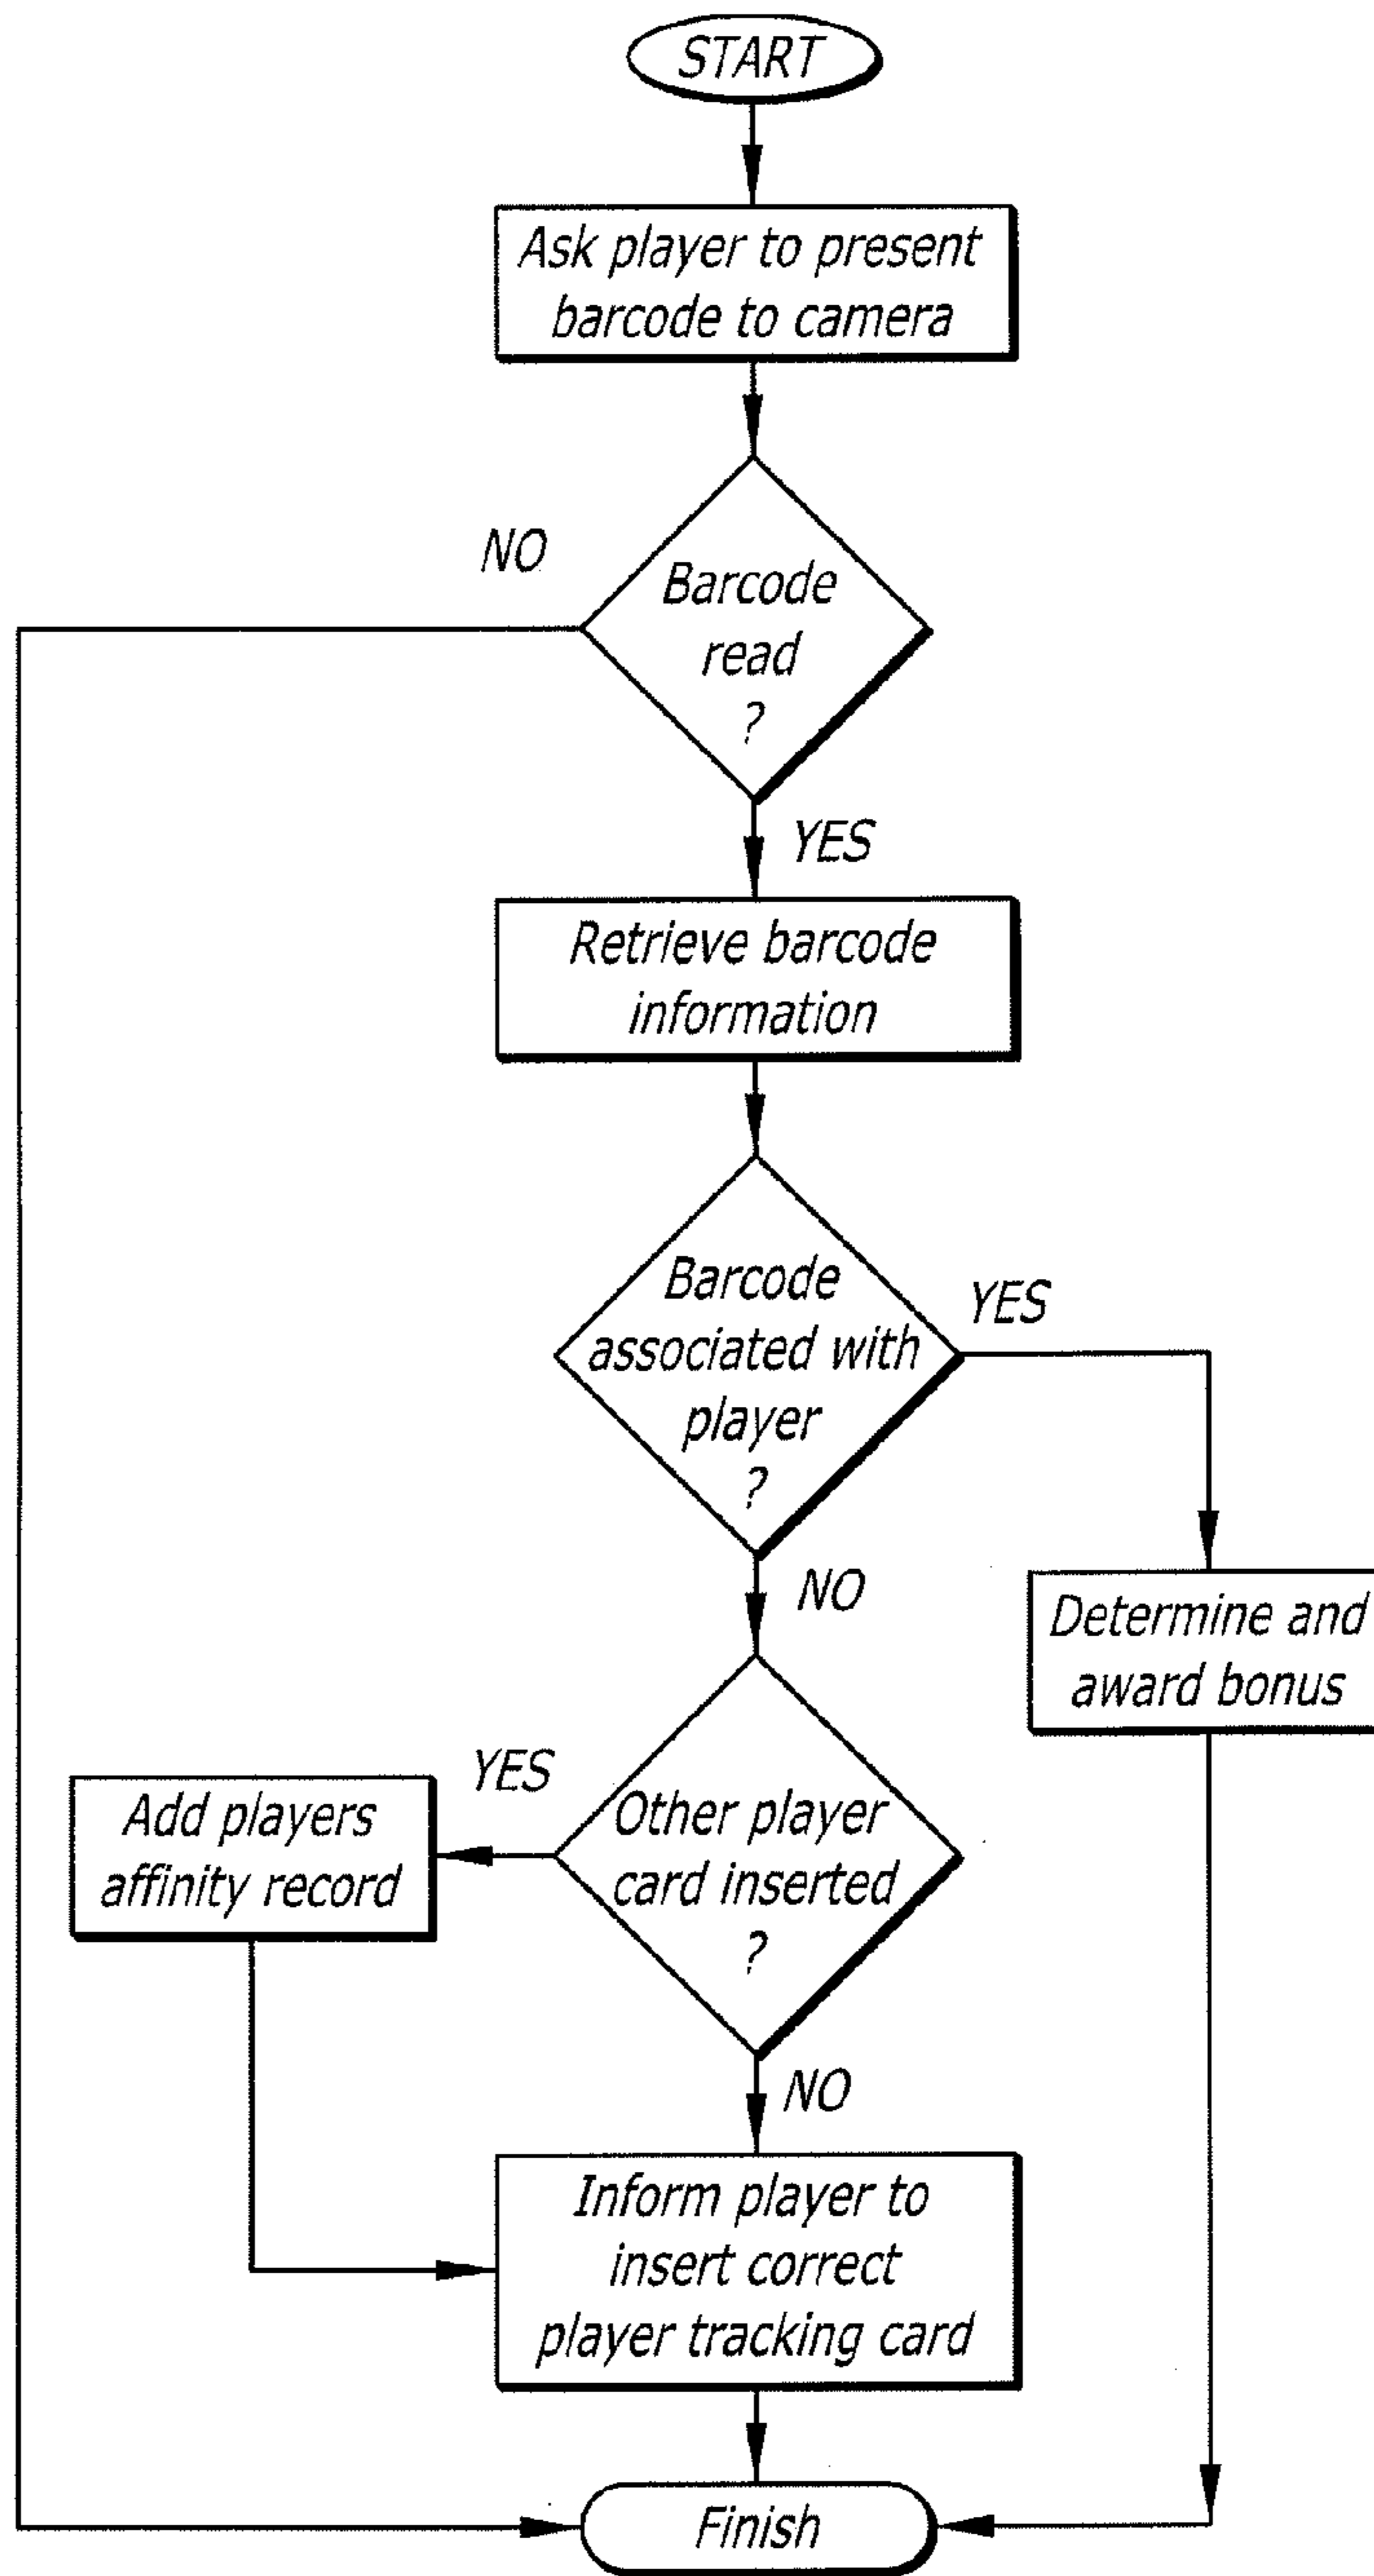 START
Ask player to present
barcode to camera
NO
Barcode
read
?
YES
Retrieve barcode
information
Barcode
associated with
player
?
YES
NO
Determine and
award bonus
YES
Add players
affinity record
Other player
card inserted
?
NO
Inform player to
insert correct
player tracking card
Finish